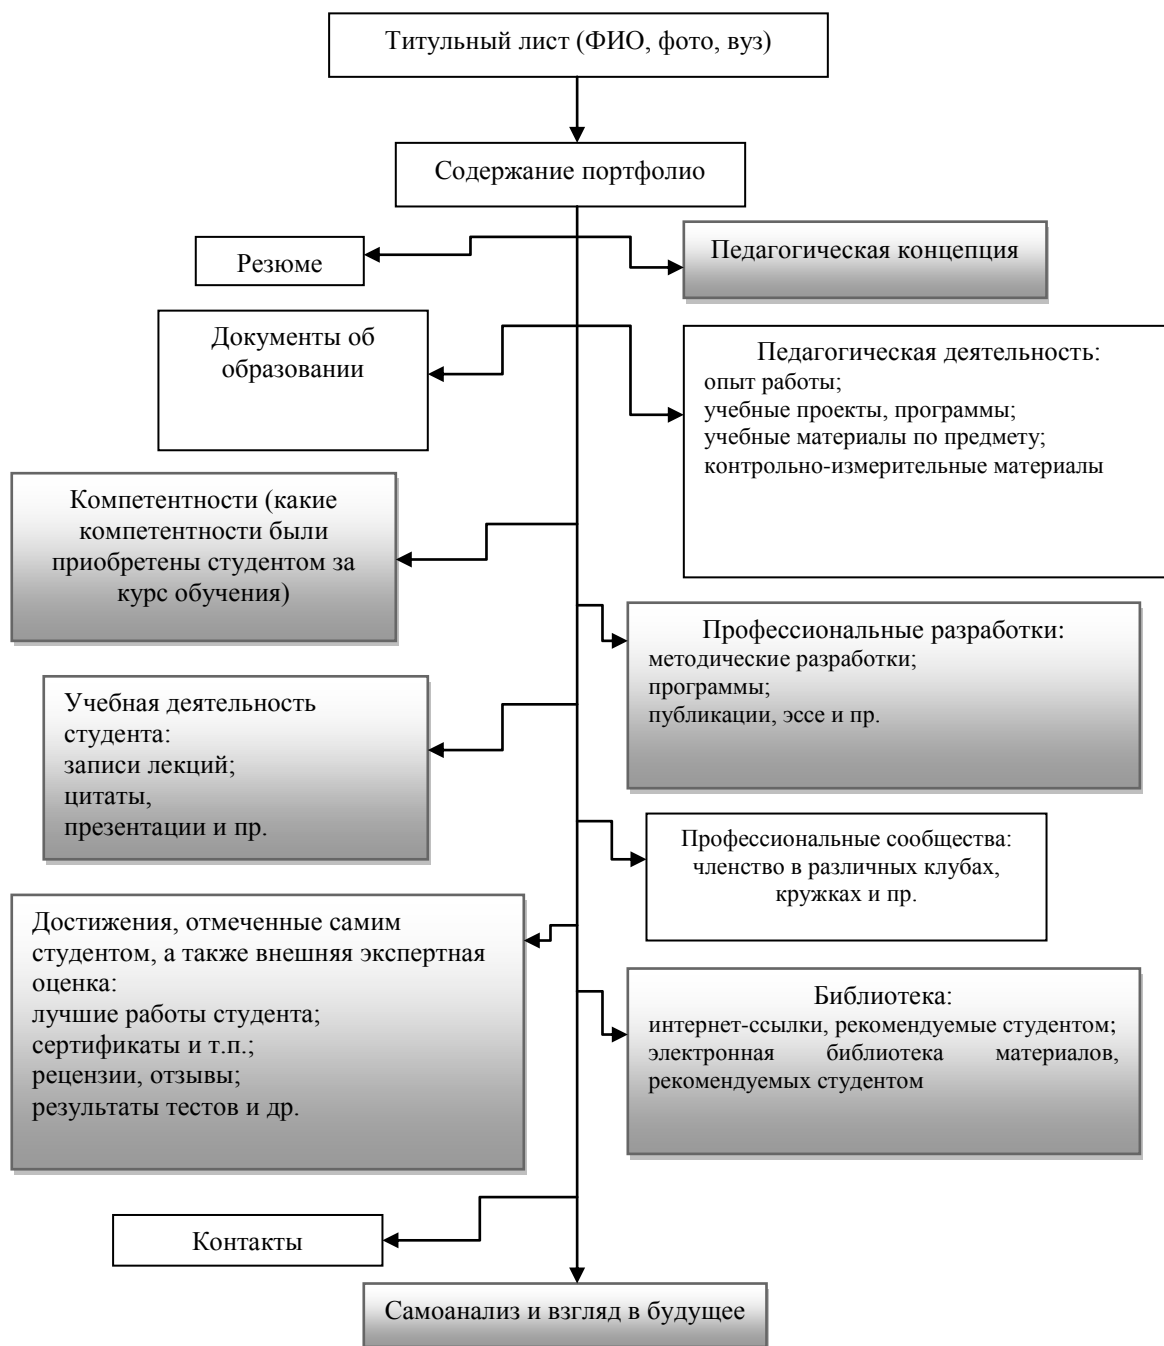 Титульный лист (ФИО, фото, вуз)
Содержание портфолио
Резюме
Педагогическая концепция
Документы об
образовании
Педагогическая деятельность:
опыт работы;
учебные проекты, программы;
учебные материалы по предмету;
контрольно-измерительные материалы
Компетентности (какие
компетентности были
приобретены студентом за
курс обучения)
Профессиональные разработки:
методические разработки;
программы;
публикации, эссе и пр.
Учебная деятельность
студента:
записи лекций;
цитаты,
презентации и пр.
Профессиональные сообщества:
членство в различных клубах,
кружках и пр.
Достижения, отмеченные самим
студентом, а также внешняя экспертная
оценка:
лучшие работы студента;
сертификаты и т.п.;
рецензии, отзывы;
результаты тестов и др.
Библиотека:
интернет-ссылки, рекомендуемые студентом;
электронная библиотека материалов,
рекомендуемых студентом
Контакты
Самоанализ и взгляд в будущее